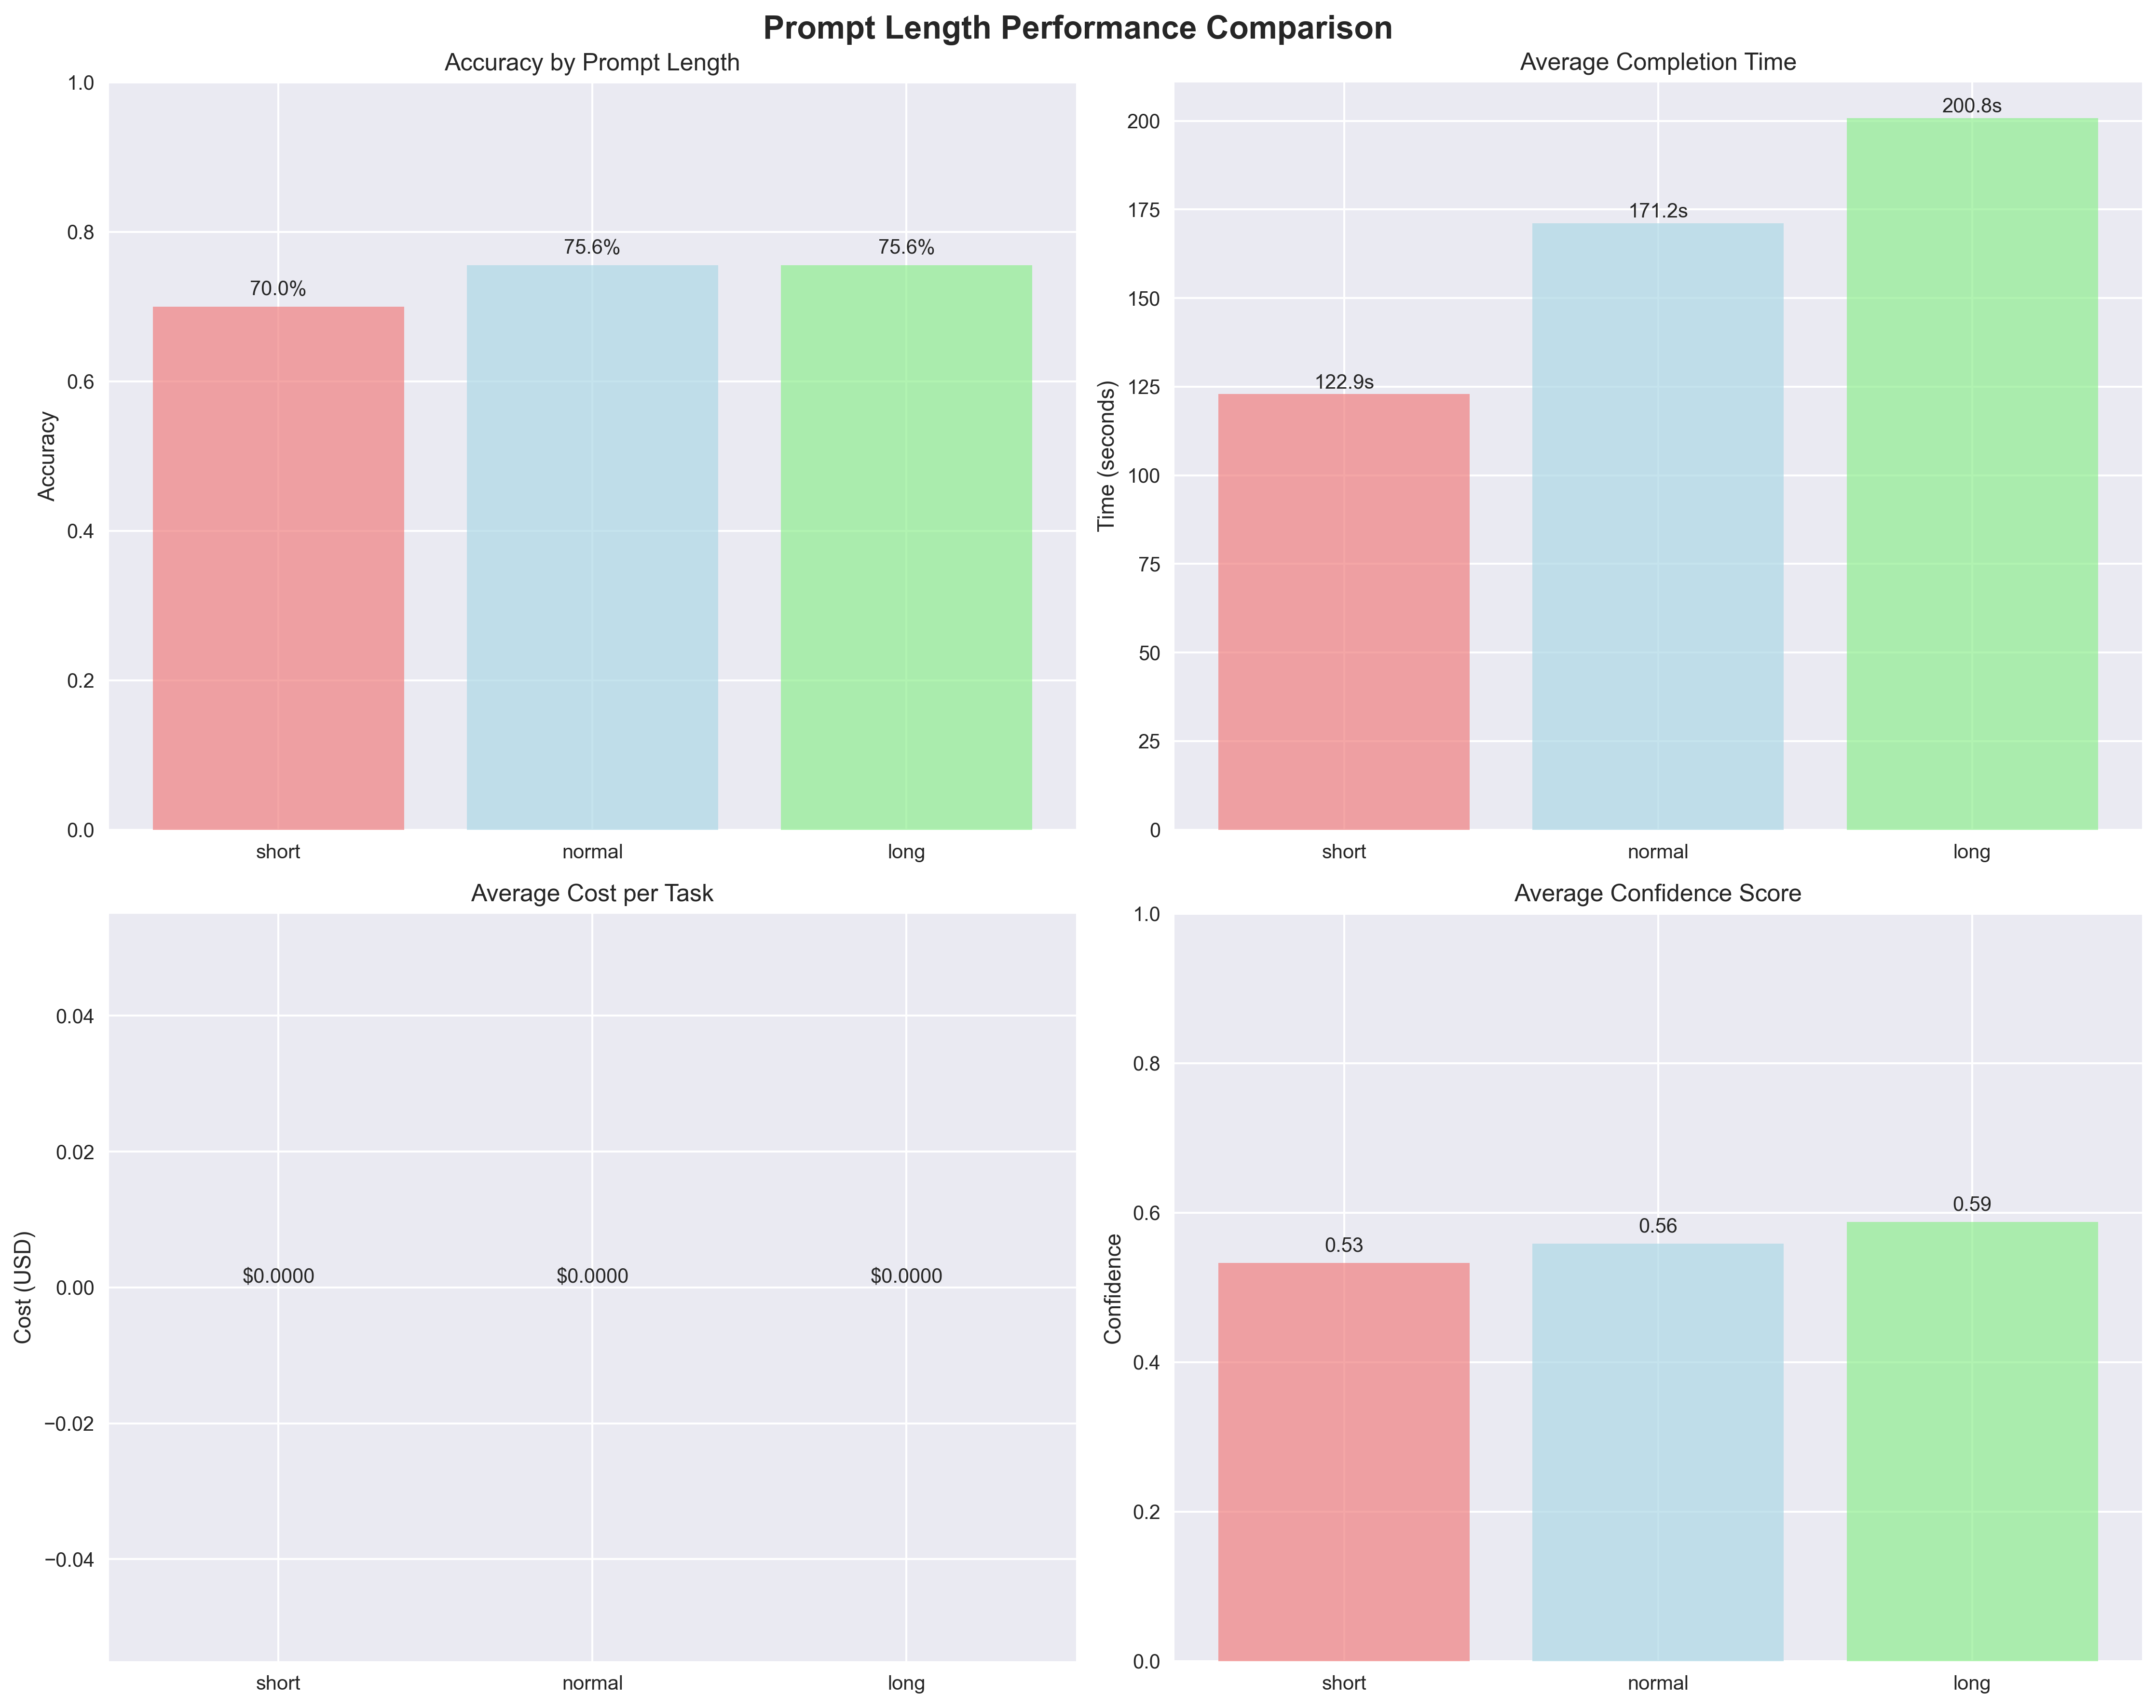 Prompt Length Performance Comparison
Accuracy by Prompt Length
1.0
0.8
0.6
0.4
0.2
0.0
Accuracy
70.0%
75.6%
75.6%
short
normal
long
Average Completion Time
200
175
150
125
100
75
50
25
0
Time (seconds)
122.9s
171.2s
200.8s
short
normal
long
Average Cost per Task
0.04
0.02
0.00
−0.02
−0.04
Cost (USD)
$0.0000
$0.0000
$0.0000
short
normal
long
Average Confidence Score
1.0
0.8
0.6
0.4
0.2
0.0
Confidence
0.53
0.56
0.59
short
normal
long